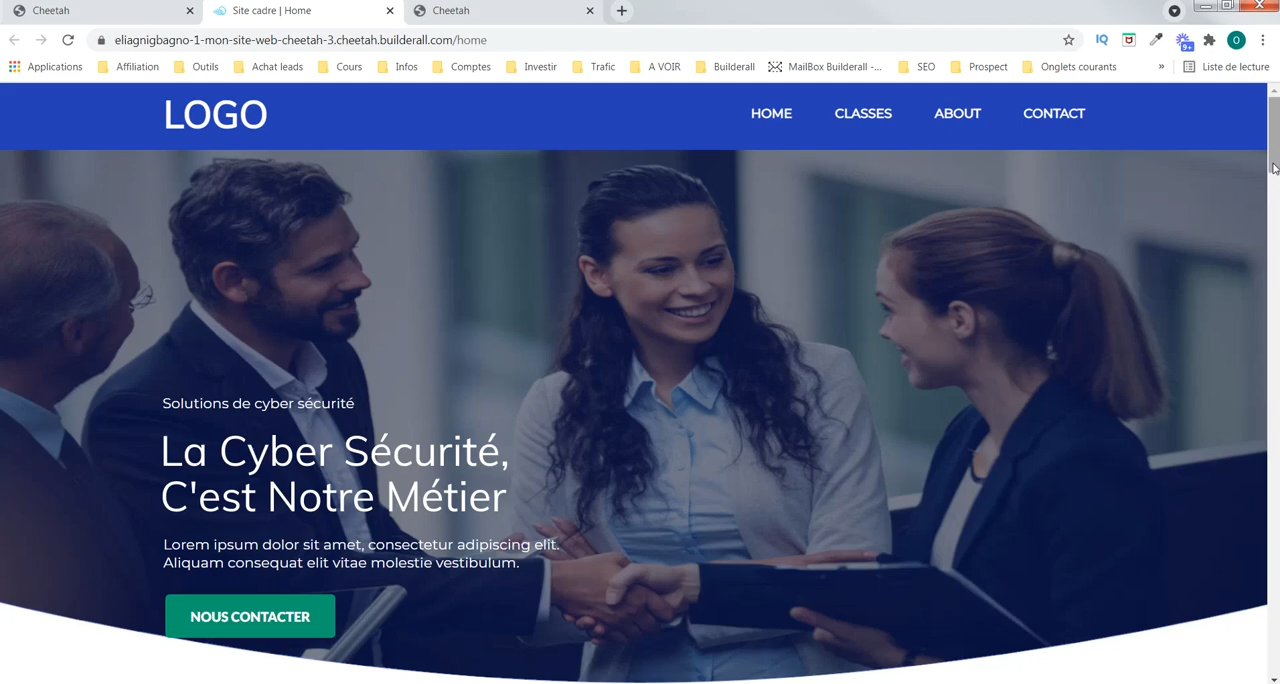 Cheetah
Site cadre | Home
Cheetah
eliagnigbagno-1-mon-site-web-cheetah-3.cheetah.builderall.com/home
IQ
9+
O
Applications
Affiliation
Outils
Achat leads
Cours
Infos
Comptes
Investir
Trafic
A VOIR
Builderall
MailBox Builderall -...
SEO
Prospect
Onglets courants
»
Liste de lecture
LOGO
HOME
CLASSES
ABOUT
CONTACT
Solutions de cyber sécurité
La Cyber Sécurité,
C'est Notre Métier
Lorem ipsum dolor sit amet, consectetur adipiscing elit.
Aliquam consequat elit vitae molestie vestibulum.
NOUS CONTACTER